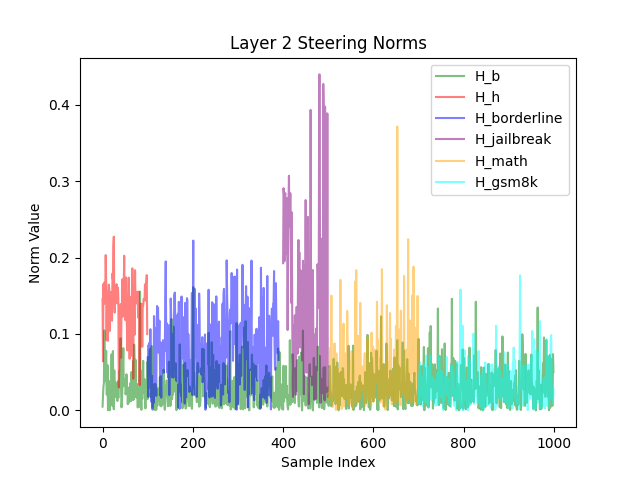 Layer 2 Steering Norms
H_b
H_h
H_borderline
H_jailbreak
H_math
H_gsm8k
Norm Value
0.4
0.3
0.2
0.1
0.0
0 200 400 600 800 1000
Sample Index